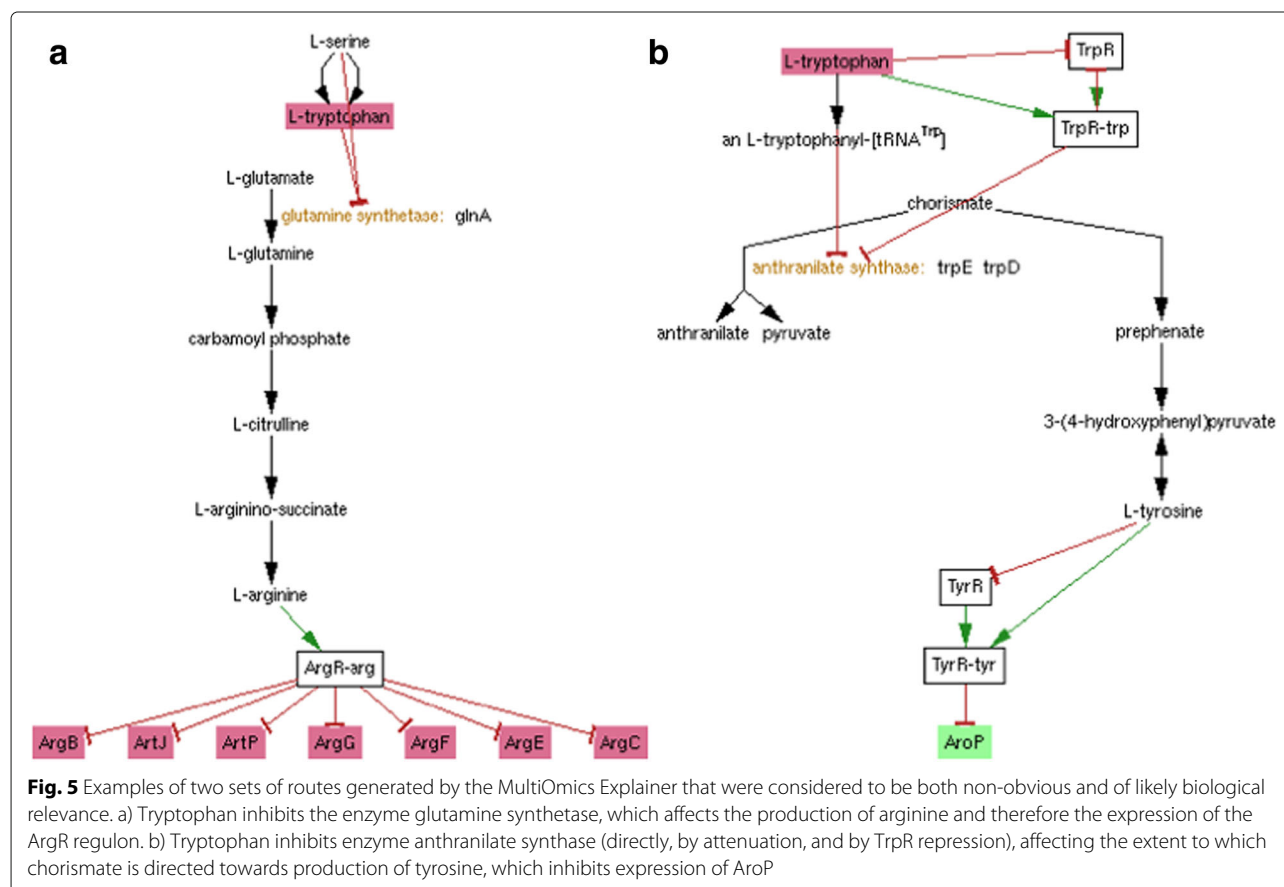 a
L-serine
L-tryptophan
L-glutamate
glutamine synthetase: glnA
L-glutamine
carbamoyl phosphate
L-citrulline
L-arginino-succinate
L-arginine
ArgR-arg
ArgB ArtJ ArtP ArgG ArgF ArgE ArgC
b
L-tryptophan TrpR
TrpR-trp
an L-tryptophanyl-[tRNA^Trp]
chorismate
anthranilate synthase: trpE trpD
anthranilate pyruvate
prephenate
3-(4-hydroxyphenyl)pyruvate
L-tyrosine
TyrR
TyrR-tyr
AroP
Fig. 5 Examples of two sets of routes generated by the MultiOmics Explainer that were considered to be both non-obvious and of likely biological
relevance. a) Tryptophan inhibits the enzyme glutamine synthetase, which affects the production of arginine and therefore the expression of the
ArgR regulon. b) Tryptophan inhibits enzyme anthranilate synthase (directly, by attenuation, and by TrpR repression), affecting the extent to which
chorismate is directed towards production of tyrosine, which inhibits expression of AroP